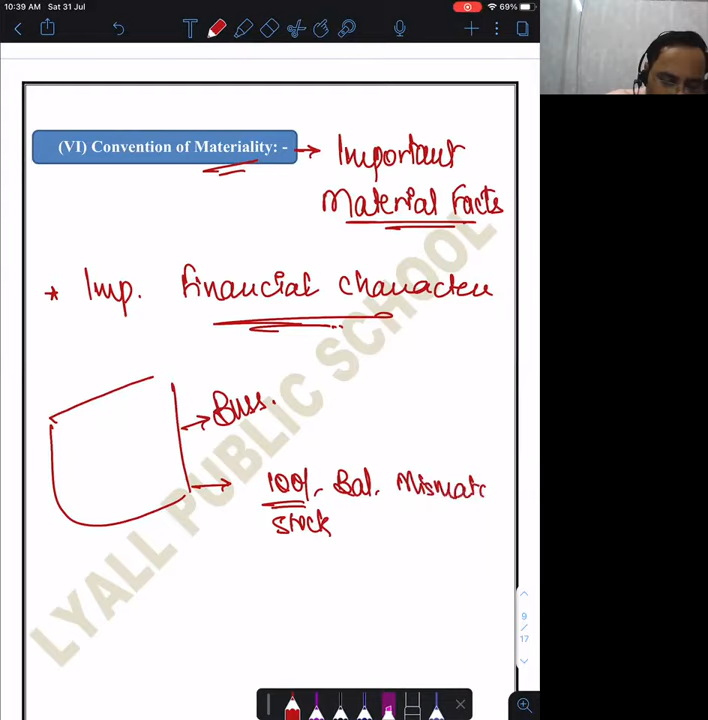 10:39 AM Sat 31 Jul
69%
(VI) Convention of Materiality: - → Important
Material Facts
* Imp. Financial character
→ Buss.
→ 100/- Bal. Mismatc
stock
LYALL PUBLIC SCHOOL
9
/
17